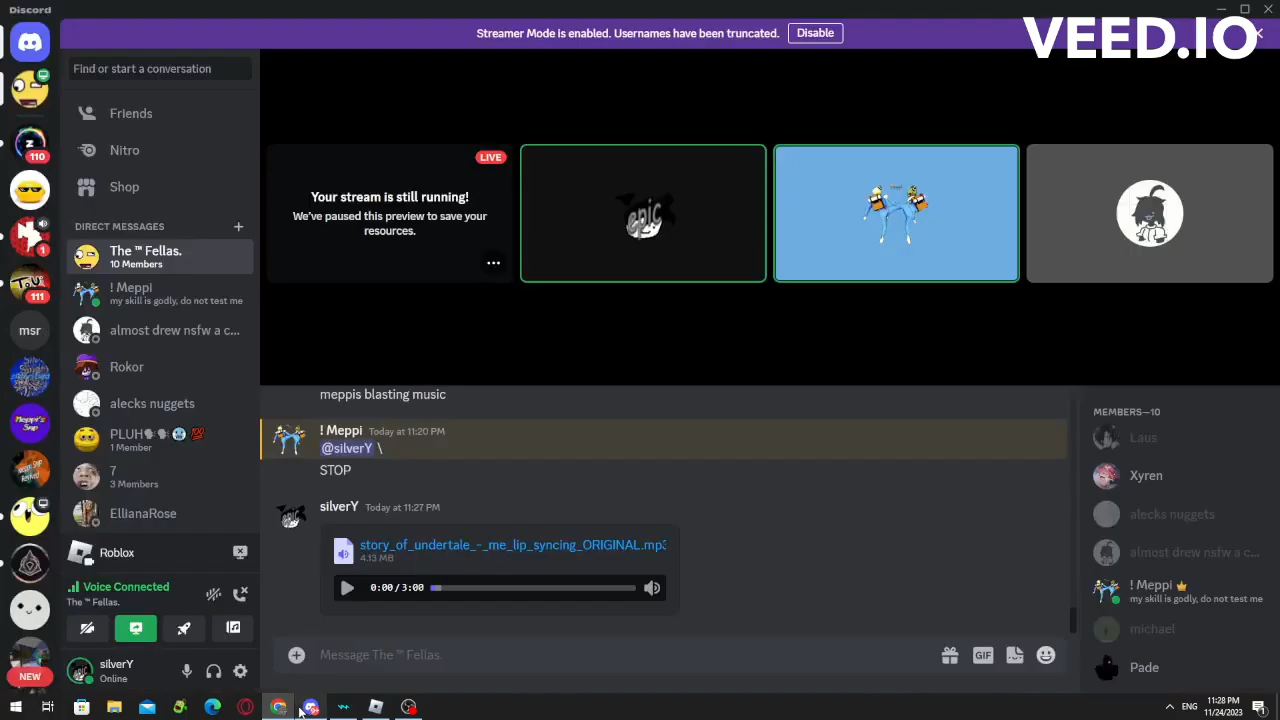 Discord
Streamer Mode is enabled. Usernames have been truncated.
Disable
VEED.IO
Find or start a conversation
Friends
Nitro
Shop
DIRECT MESSAGES
The ™ Fellas.
10 Members
! Meppi
my skill is godly, do not test me
almost drew nsfw a c...
Rokor
alecks nuggets
PLUH🗣️🗣️🥶💯
1 Member
7
3 Members
EllianaRose
Roblox
Voice Connected
The ™ Fellas.
silverY
Online
110
1
111
msr
NEW
LIVE
Your stream is still running!
We've paused this preview to save your
resources.
epic
meppis blasting music
! Meppi Today at 11:20 PM
@silverY \
STOP
silverY Today at 11:27 PM
story_of_undertale_-_me_lip_syncing_ORIGINAL.mp3
4.13 MB
0:00/3:00
Message The ™ Fellas.
GIF
MEMBERS—10
Laus
Xyren
alecks nuggets
almost drew nsfw a c...
! Meppi
my skill is godly, do not test me
michael
Pade
ENG
11:28 PM
11/24/2023